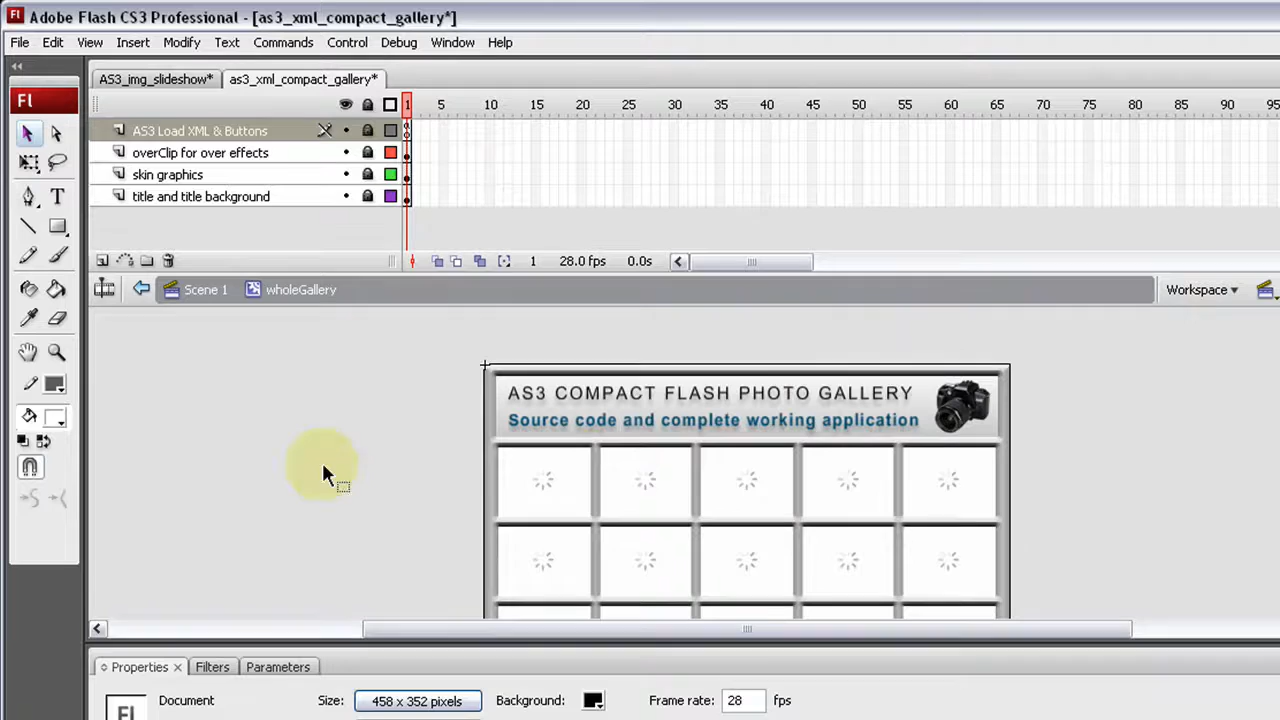 Fl Adobe Flash CS3 Professional - [as3_xml_compact_gallery*]
File Edit View Insert Modify Text Commands Control Debug Window Help
AS3_img_slideshow* as3_xml_compact_gallery*
Fl
1 5 10 15 20 25 30 35 40 45 50 55 60 65 70 75 80 85 90 95
AS3 Load XML & Buttons
overClip for over effects
skin graphics
title and title background
1 28.0 fps 0.0s
Scene 1 wholeGallery Workspace
AS3 COMPACT FLASH PHOTO GALLERY
Source code and complete working application
Properties x Filters Parameters
Fl Document Size: 458 x 352 pixels Background: Frame rate: 28 fps